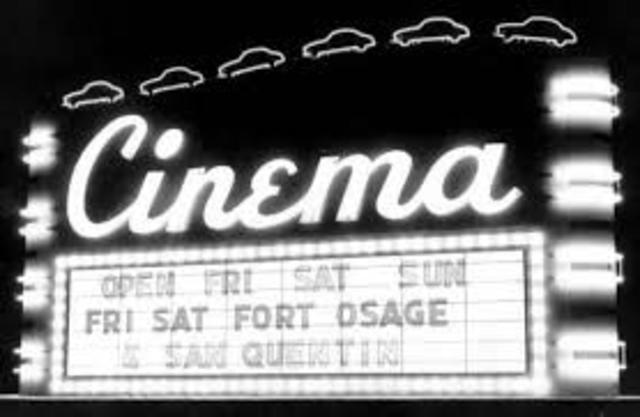 Cinema
OPEN FRI SAT SUN
FRI SAT FORT OSAGE
& SAN QUENTIN